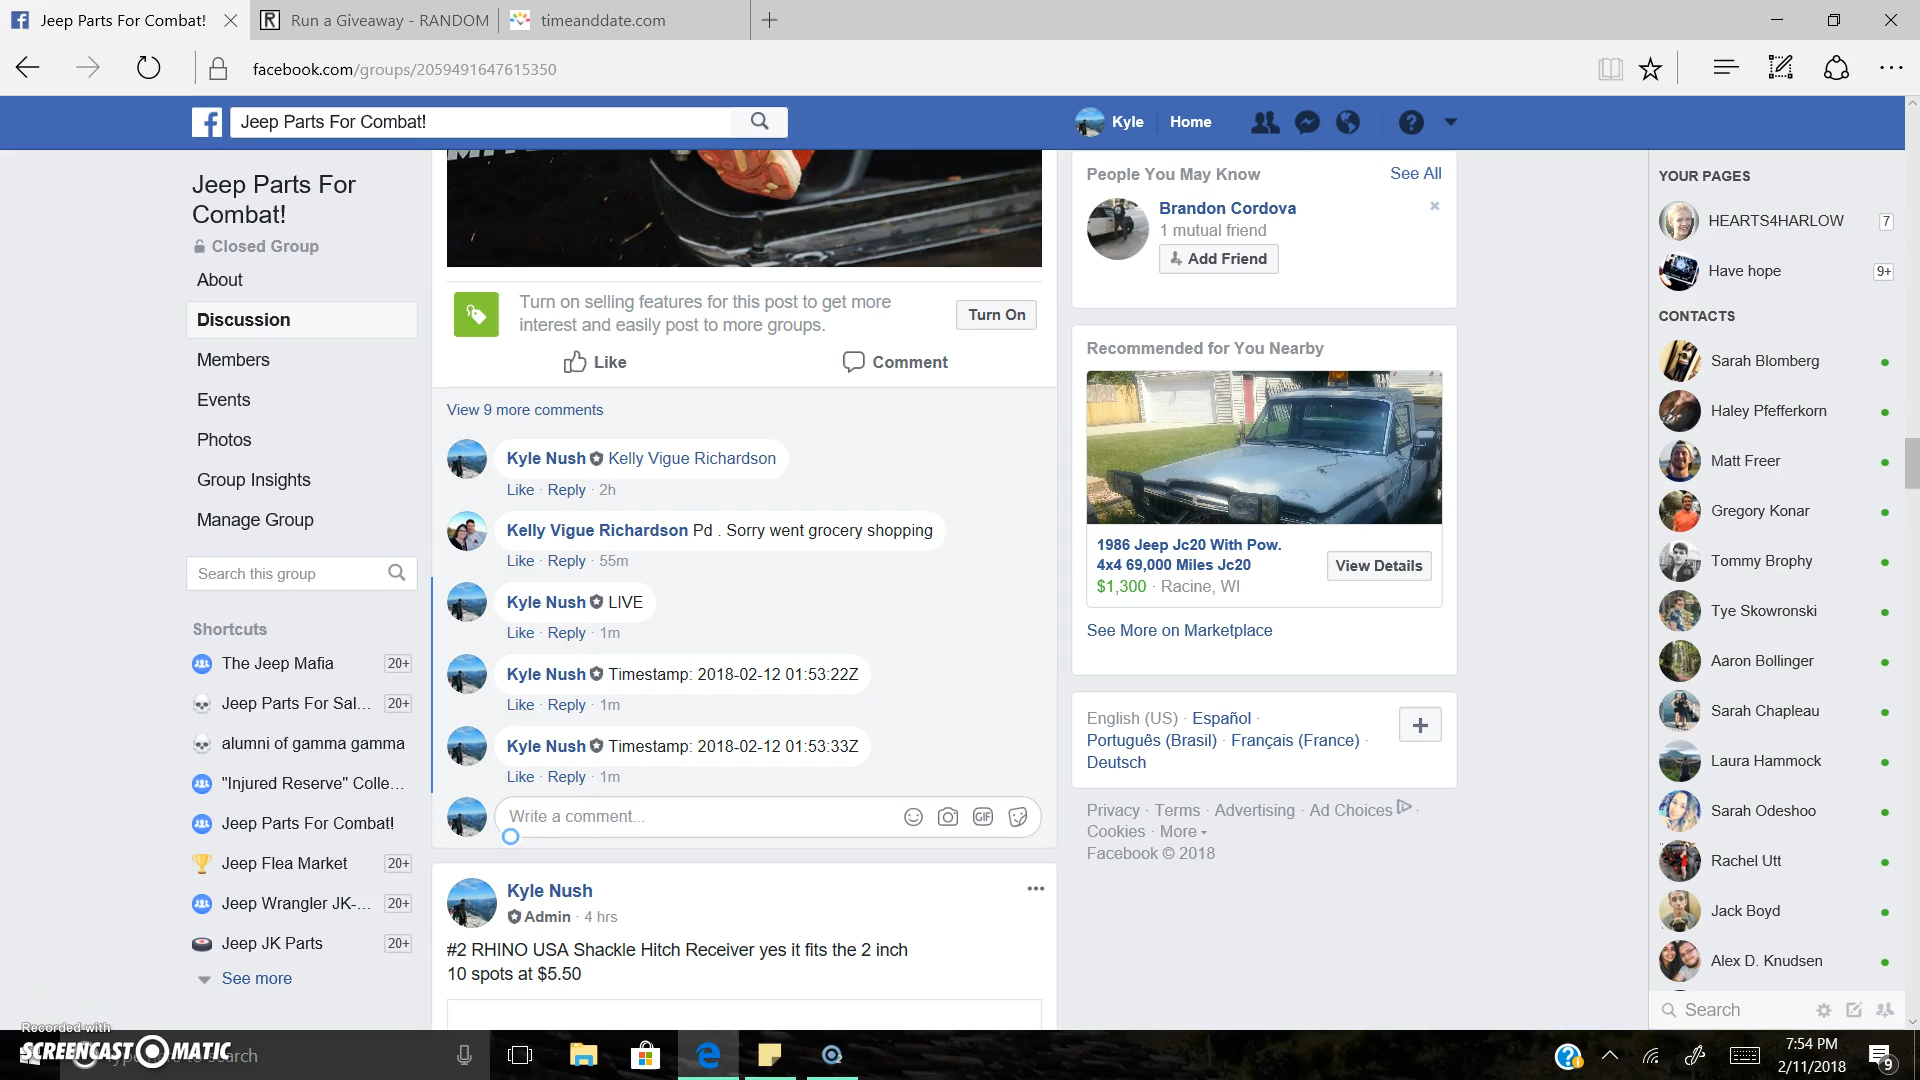 Jeep Parts For Combat!
Run a Giveaway - RANDOM
timeanddate.com
facebook.com/groups/2059491647615350
Jeep Parts For Combat!
Kyle
Home
Jeep Parts For
Combat!
Closed Group
About
Discussion
Members
Events
Photos
Group Insights
Manage Group
Search this group
Shortcuts
The Jeep Mafia 20+
Jeep Parts For Sal... 20+
alumni of gamma gamma
"Injured Reserve" Colle...
Jeep Parts For Combat!
Jeep Flea Market 20+
Jeep Wrangler JK-... 20+
Jeep JK Parts 20+
See more
Turn on selling features for this post to get more
interest and easily post to more groups.
Turn On
Like
Comment
View 9 more comments
Kyle Nush Kelly Vigue Richardson
Like · Reply · 2h
Kelly Vigue Richardson Pd . Sorry went grocery shopping
Like · Reply · 55m
Kyle Nush LIVE
Like · Reply · 1m
Kyle Nush Timestamp: 2018-02-12 01:53:22Z
Like · Reply · 1m
Kyle Nush Timestamp: 2018-02-12 01:53:33Z
Like · Reply · 1m
Write a comment...
GIF
Kyle Nush
Admin · 4 hrs
#2 RHINO USA Shackle Hitch Receiver yes it fits the 2 inch
10 spots at $5.50
People You May Know
See All
Brandon Cordova
1 mutual friend
Add Friend
Recommended for You Nearby
1986 Jeep Jc20 With Pow.
4x4 69,000 Miles Jc20
$1,300 · Racine, WI
View Details
See More on Marketplace
English (US) · Español ·
Português (Brasil) · Français (France) ·
Deutsch
Privacy · Terms · Advertising · Ad Choices ·
Cookies · More
Facebook © 2018
YOUR PAGES
HEARTS4HARLOW 7
Have hope 9+
CONTACTS
Sarah Blomberg
Haley Pfefferkorn
Matt Freer
Gregory Konar
Tommy Brophy
Tye Skowronski
Aaron Bollinger
Sarah Chapleau
Laura Hammock
Sarah Odeshoo
Rachel Utt
Jack Boyd
Alex D. Knudsen
Search
Recorded with
SCREENCAST-O-MATIC
search
7:54 PM
2/11/2018
9